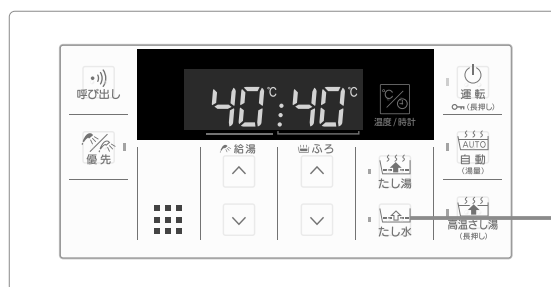 呼び出し
優先
40℃:40℃
℃/
温度/時計
給湯
ふろ
たし湯
たし水
運転
(長押し)
AUTO
自動
(湯量)
高温さし湯
(長押し)